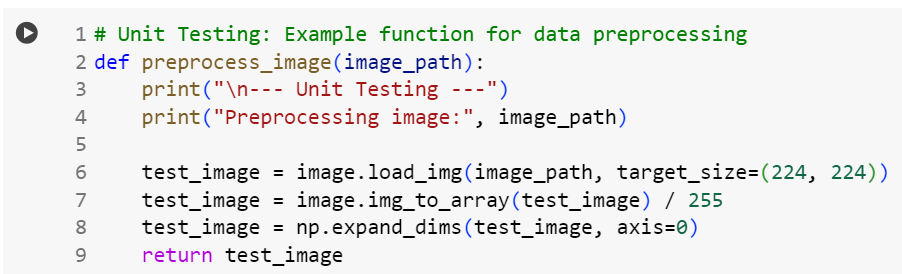 1 # Unit Testing: Example function for data preprocessing
2 def preprocess_image(image_path):
3     print("\n--- Unit Testing ---")
4     print("Preprocessing image:", image_path)
5
6     test_image = image.load_img(image_path, target_size=(224, 224))
7     test_image = image.img_to_array(test_image) / 255
8     test_image = np.expand_dims(test_image, axis=0)
9     return test_image